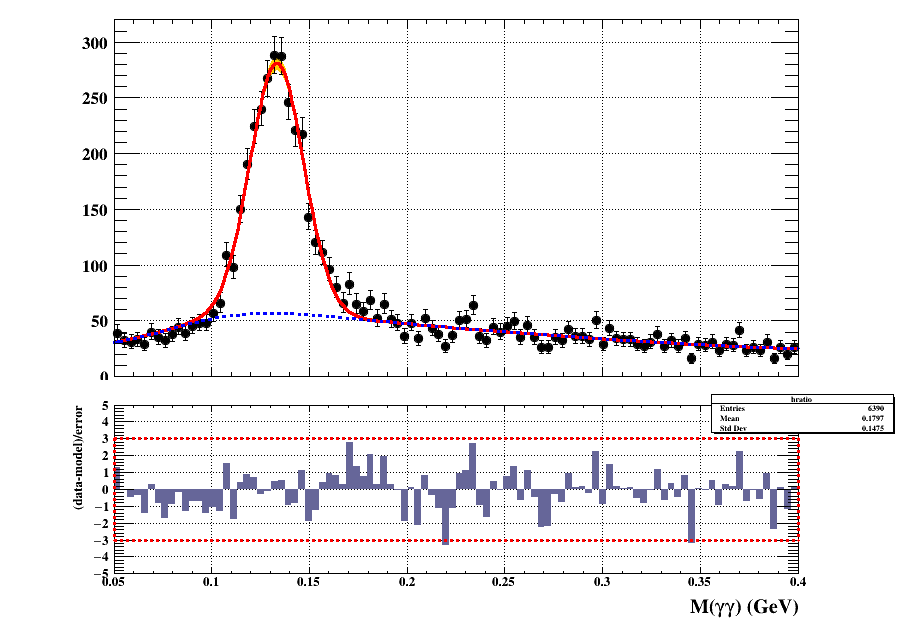 300
250
200
150
100
50
0
hratio
Entries 6390
Mean 0.1797
Std Dev 0.1475
(data-model)/error
5
4
3
2
1
0
−1
−2
−3
−4
−5
0.05 0.1 0.15 0.2 0.25 0.3 0.35 0.4
M(γγ) (GeV)